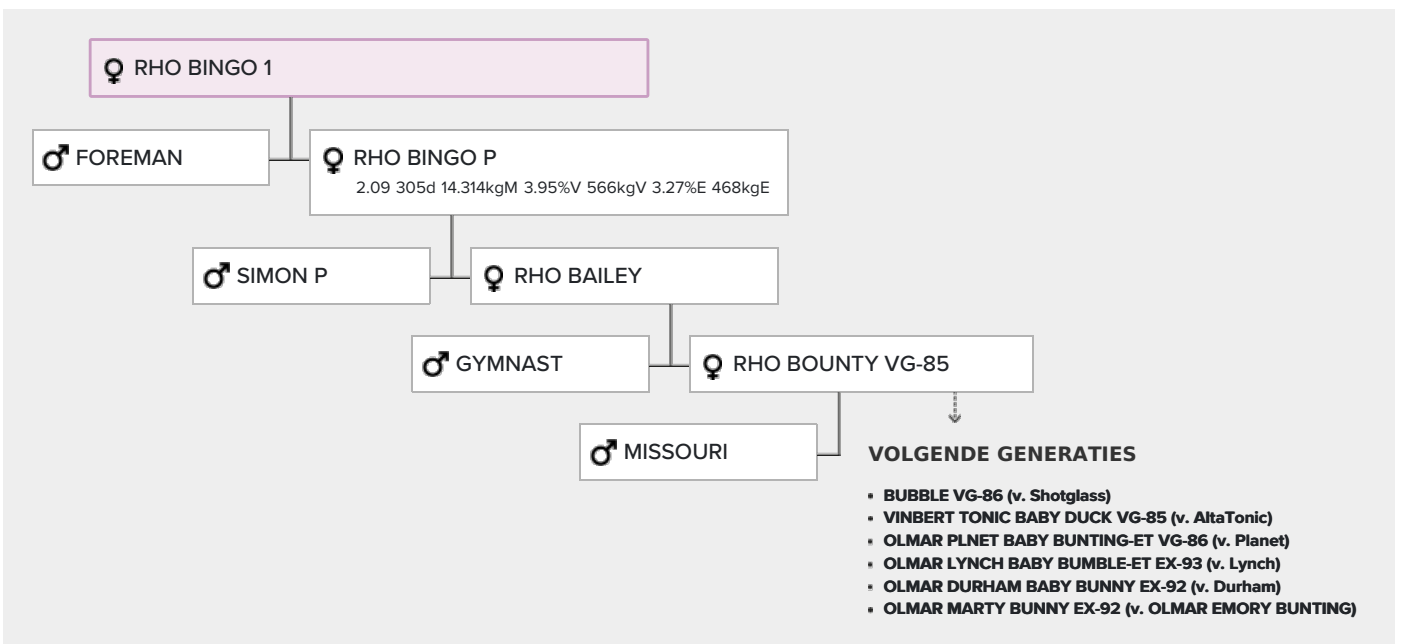 RHO BINGO 1
FOREMAN
RHO BINGO P
2.09 305d 14.314kgM 3.95%V 566kgV 3.27%E 468kgE
SIMON P
RHO BAILEY
GYMNAST
RHO BOUNTY VG-85
MISSOURI
VOLGENDE GENERATIES
BUBBLE VG-86 (v. Shotglass)
VINBERT TONIC BABY DUCK VG-85 (v. AltaTonic)
OLMAR PLNET BABY BUNTING-ET VG-86 (v. Planet)
OLMAR LYNCH BABY BUMBLE-ET EX-93 (v. Lynch)
OLMAR DURHAM BABY BUNNY EX-92 (v. Durham)
OLMAR MARTY BUNNY EX-92 (v. OLMAR EMORY BUNTING)